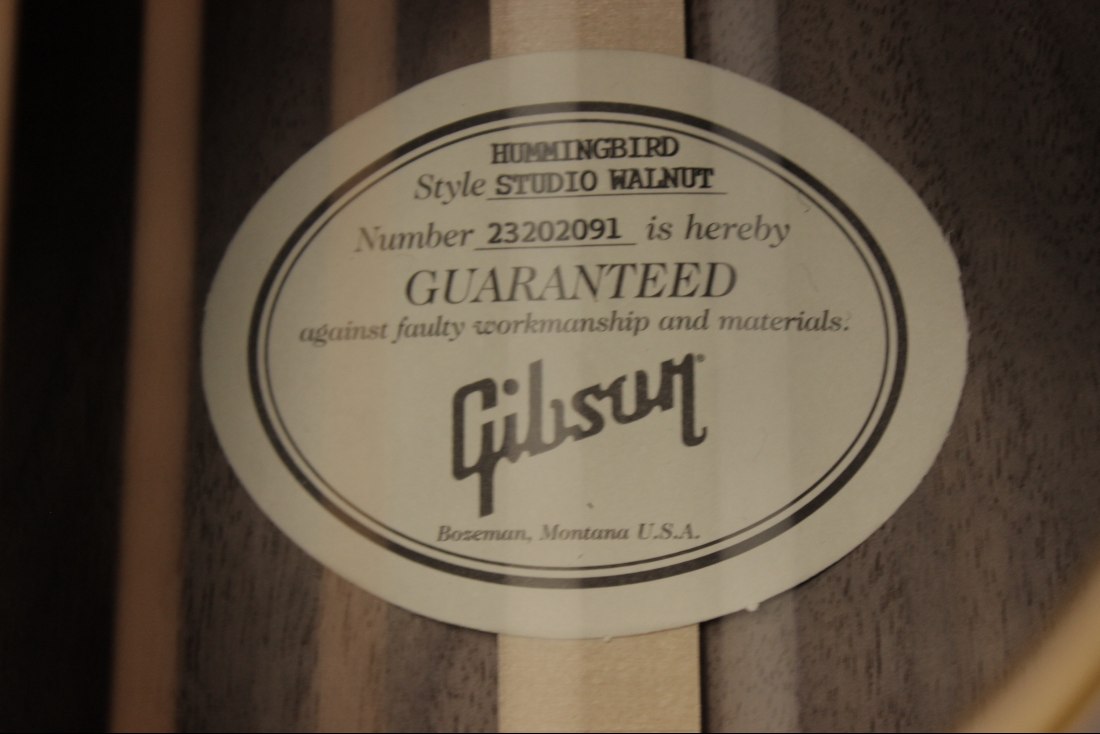 HUMMINGBIRD
Style STUDIO WALNUT
Number 23202091 is hereby
GUARANTEED
against faulty workmanship and materials.
Gibson
Bozeman, Montana U.S.A.